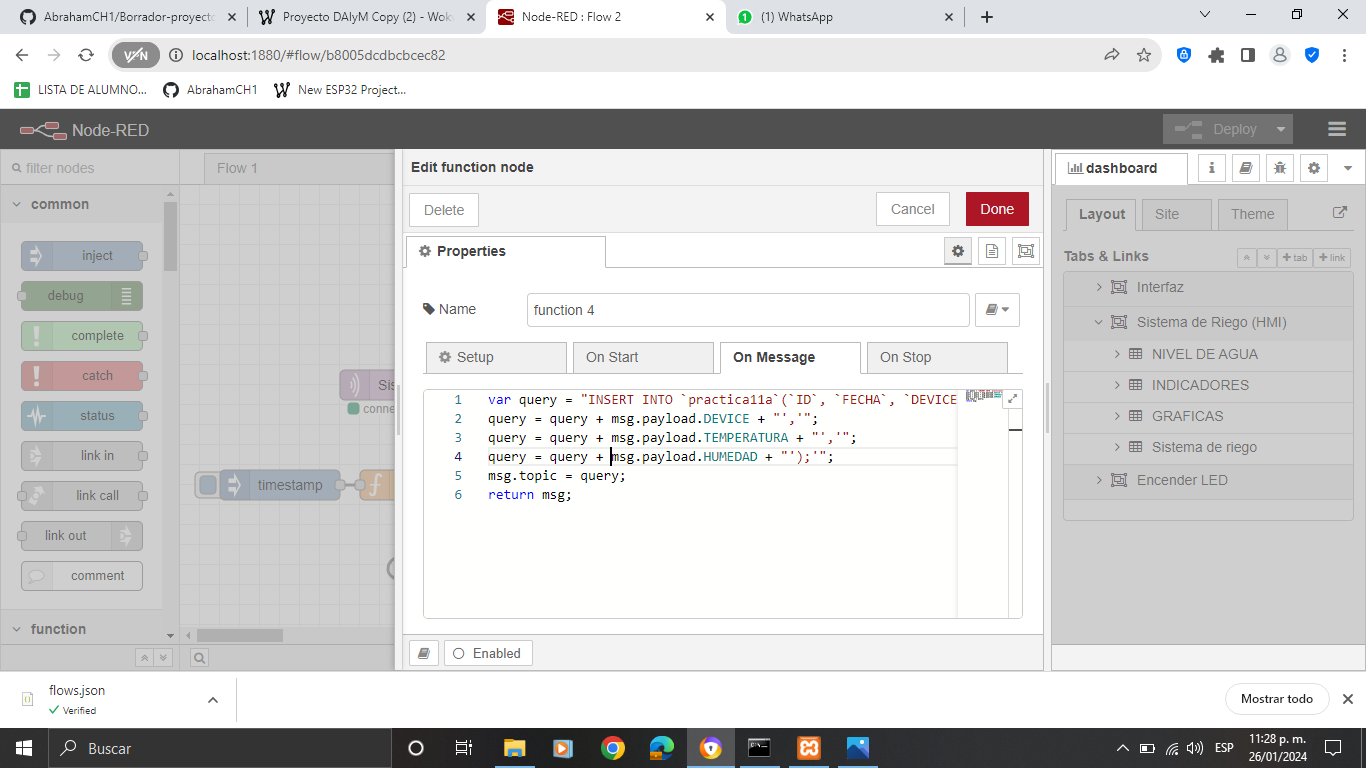 AbrahamCH1/Borrador-proyecto
Proyecto DAIyM Copy (2) - Wok
Node-RED : Flow 2
(1) WhatsApp
VPN
localhost:1880/#flow/b8005dcdbcbcec82
LISTA DE ALUMNO...
AbrahamCH1
New ESP32 Project...
Node-RED
Deploy
filter nodes
Flow 1
Edit function node
dashboard
common
Delete
Cancel
Done
Layout
Site
Theme
Properties
inject
Tabs & Links
tab
link
debug
Interfaz
Name
function 4
complete
Sistema de Riego (HMI)
Setup
On Start
On Message
On Stop
NIVEL DE AGUA
catch
Sis
INDICADORES
1 var query = "INSERT INTO `practica11a`(`ID`, `FECHA`, `DEVICE
status
conne
2 query = query + msg.payload.DEVICE + "','";
GRAFICAS
3 query = query + msg.payload.TEMPERATURA + "','";
link in
4 query = query + msg.payload.HUMEDAD + "');'";
Sistema de riego
5 msg.topic = query;
timestamp
Encender LED
link call
6 return msg;
link out
comment
function
Enabled
flows.json
Verified
Mostrar todo
Buscar
ESP
11:28 p. m.
26/01/2024